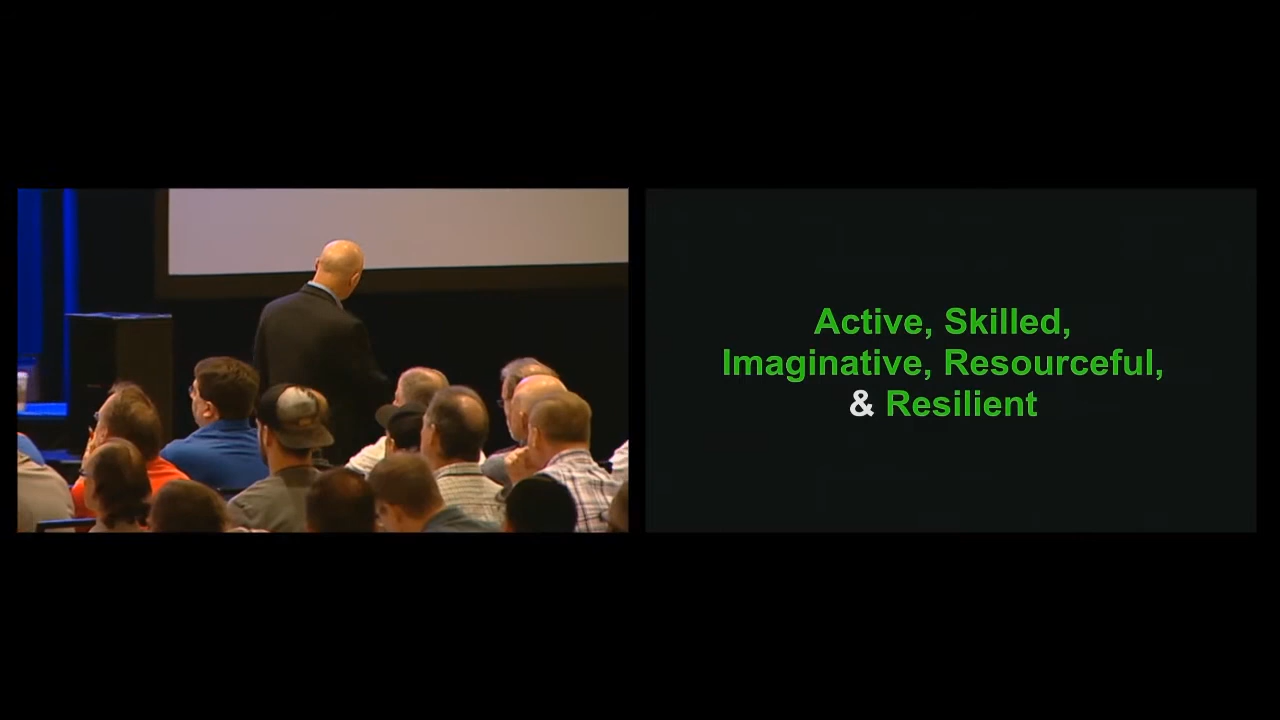 Active, Skilled,
Imaginative, Resourceful,
& Resilient